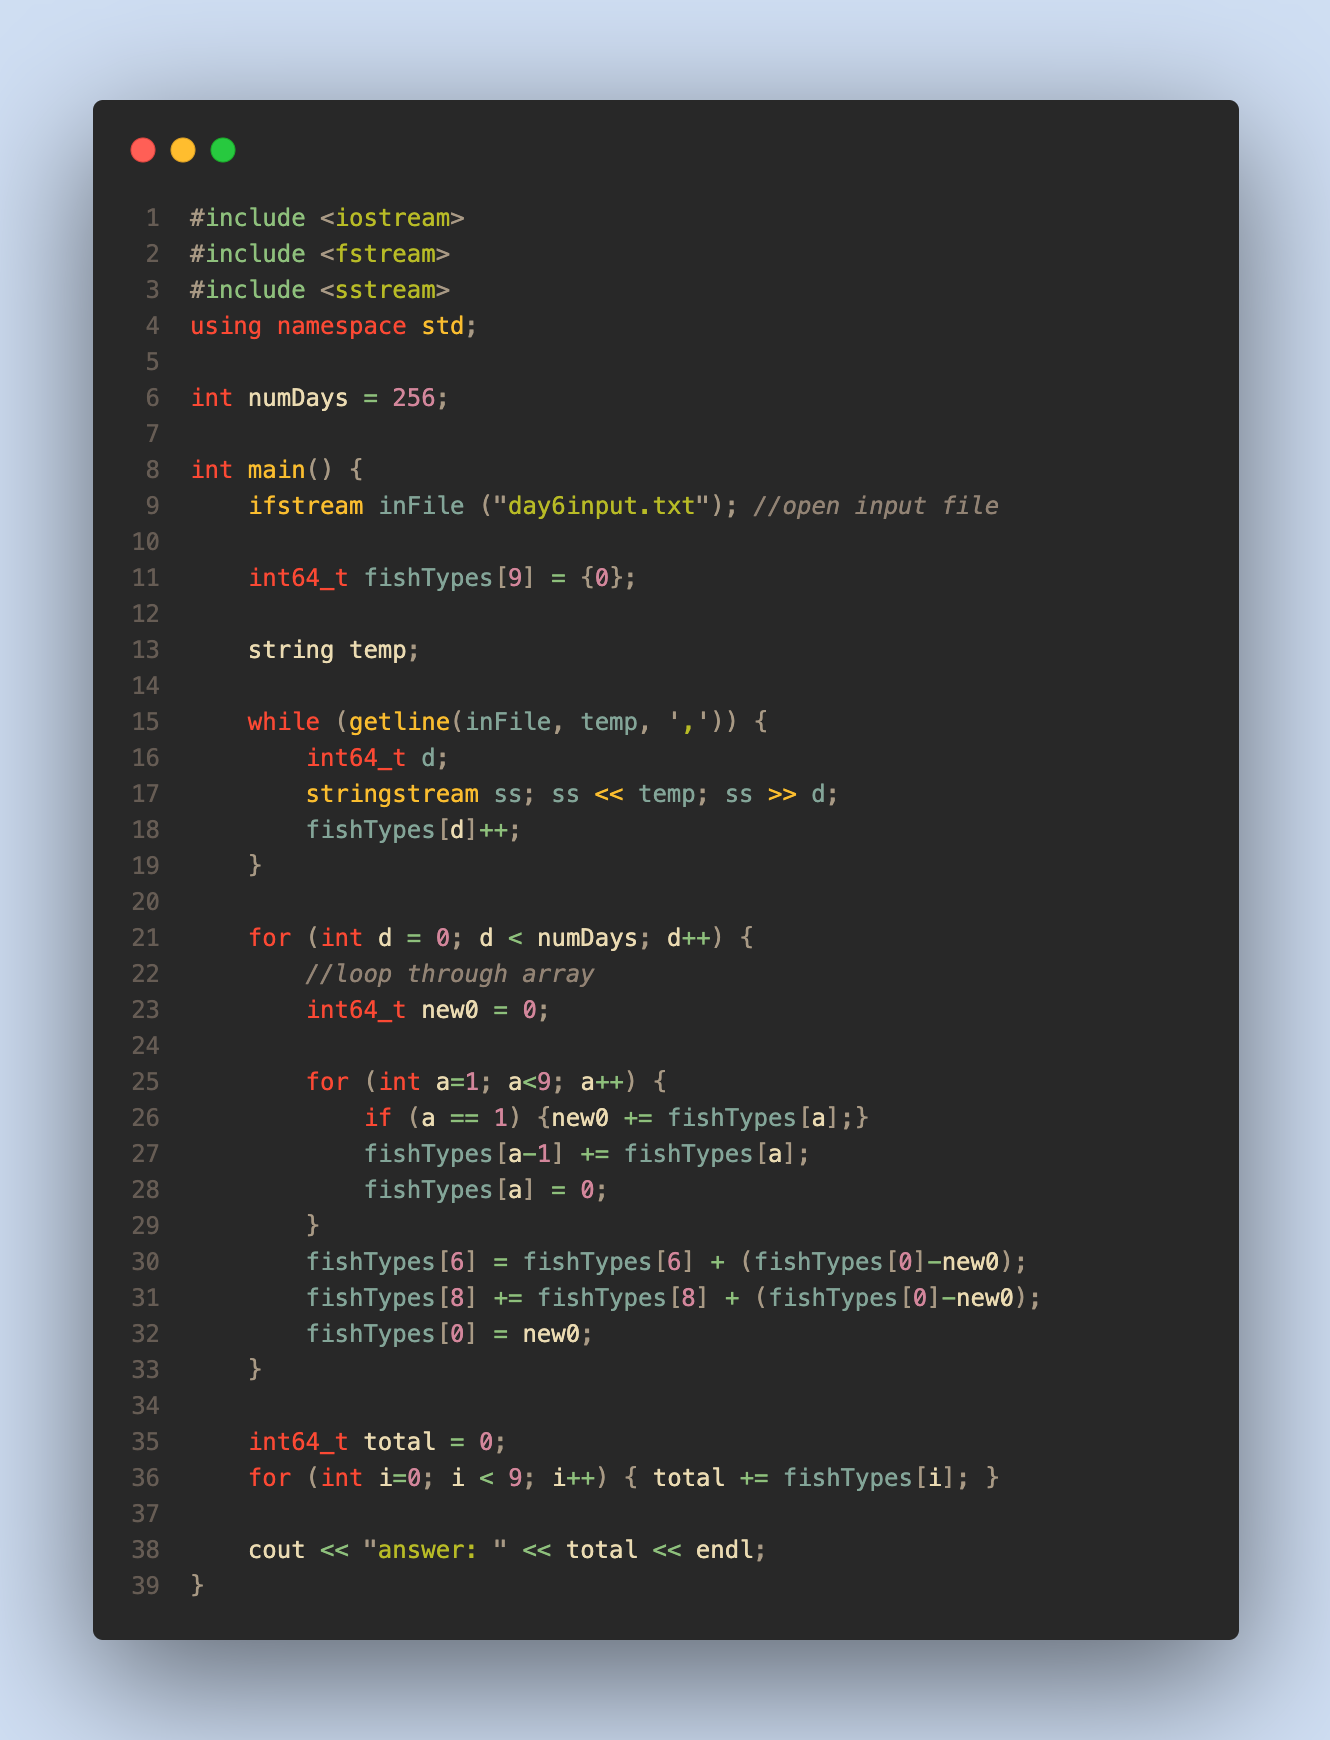 1 #include <iostream>
2 #include <fstream>
3 #include <sstream>
4 using namespace std;
5
6 int numDays = 256;
7
8 int main() {
9     ifstream inFile ("day6input.txt"); //open input file
10
11     int64_t fishTypes[9] = {0};
12
13     string temp;
14
15     while (getline(inFile, temp, ',')) {
16         int64_t d;
17         stringstream ss; ss << temp; ss >> d;
18         fishTypes[d]++;
19     }
20
21     for (int d = 0; d < numDays; d++) {
22         //loop through array
23         int64_t new0 = 0;
24
25         for (int a=1; a<9; a++) {
26             if (a == 1) {new0 += fishTypes[a];}
27             fishTypes[a-1] += fishTypes[a];
28             fishTypes[a] = 0;
29         }
30         fishTypes[6] = fishTypes[6] + (fishTypes[0]-new0);
31         fishTypes[8] += fishTypes[8] + (fishTypes[0]-new0);
32         fishTypes[0] = new0;
33     }
34
35     int64_t total = 0;
36     for (int i=0; i < 9; i++) { total += fishTypes[i]; }
37
38     cout << "answer: " << total << endl;
39 }